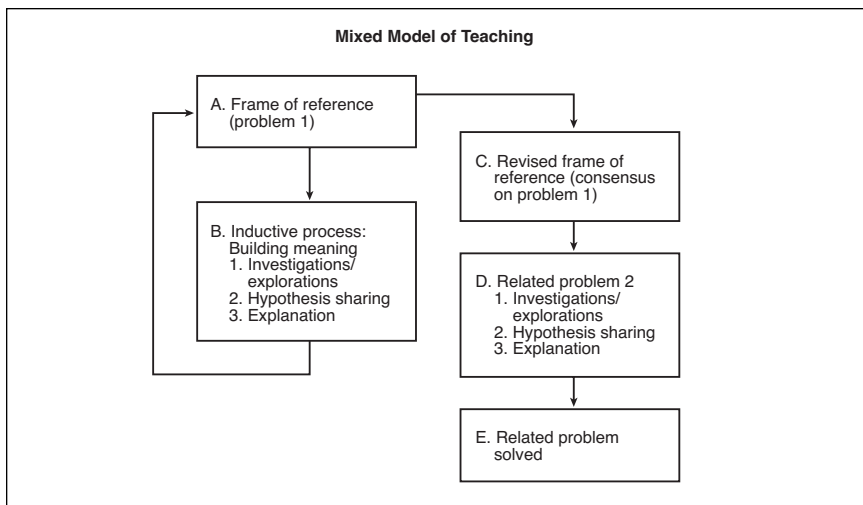 Mixed Model of Teaching
A. Frame of reference
(problem 1)
B. Inductive process:
Building meaning
1. Investigations/
explorations
2. Hypothesis sharing
3. Explanation
C. Revised frame of
reference (consensus
on problem 1)
D. Related problem 2
1. Investigations/
explorations
2. Hypothesis sharing
3. Explanation
E. Related problem
solved